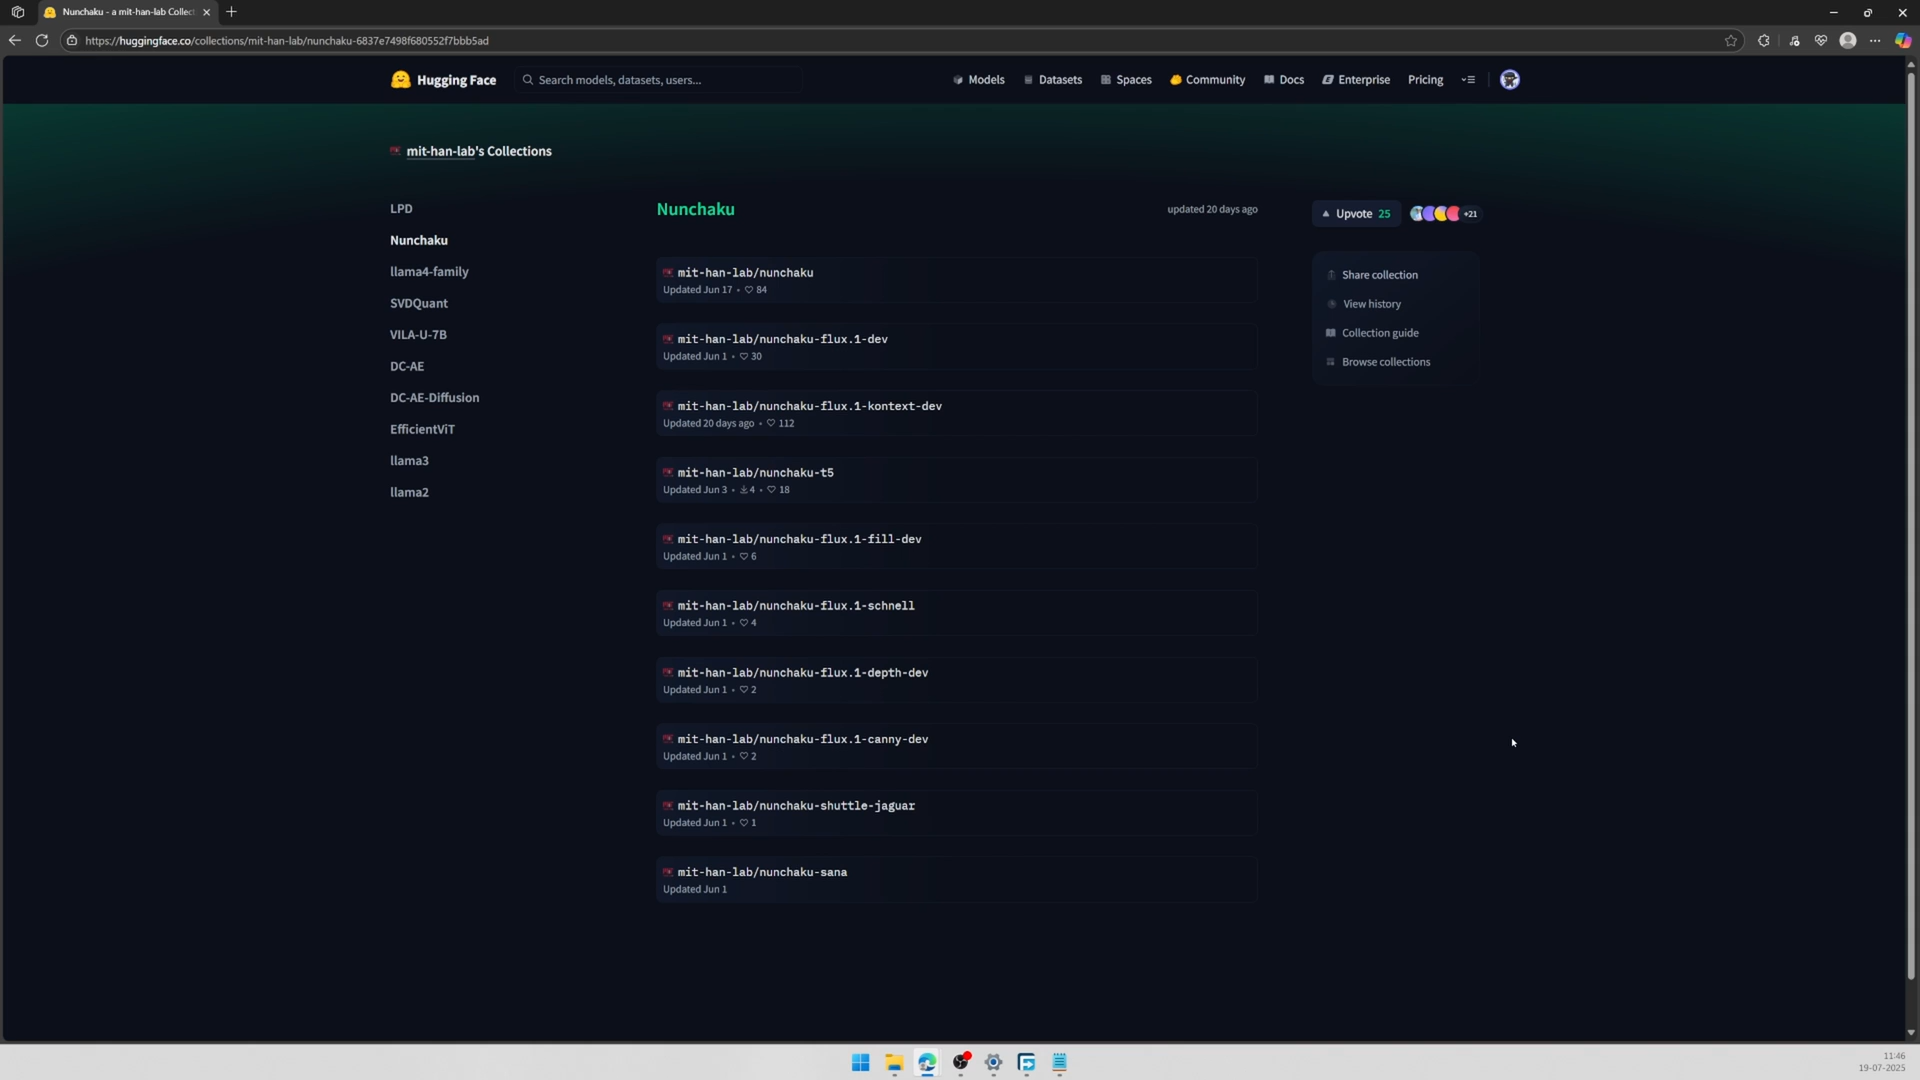 Nunchaku - a mit-han-lab Collect
https://huggingface.co/collections/mit-han-lab/nunchaku-6837e7498f680552f7bbb5ad
Hugging Face
Search models, datasets, users...
Models
Datasets
Spaces
Community
Docs
Enterprise
Pricing
mit-han-lab's Collections
LPD
Nunchaku
llama4-family
SVDQuant
VILA-U-7B
DC-AE
DC-AE-Diffusion
EfficientViT
llama3
llama2
Nunchaku
updated 20 days ago
mit-han-lab/nunchaku
Updated Jun 17 • 84
mit-han-lab/nunchaku-flux.1-dev
Updated Jun 1 • 30
mit-han-lab/nunchaku-flux.1-kontext-dev
Updated 20 days ago • 112
mit-han-lab/nunchaku-t5
Updated Jun 3 • 4 • 18
mit-han-lab/nunchaku-flux.1-fill-dev
Updated Jun 1 • 6
mit-han-lab/nunchaku-flux.1-schnell
Updated Jun 1 • 4
mit-han-lab/nunchaku-flux.1-depth-dev
Updated Jun 1 • 2
mit-han-lab/nunchaku-flux.1-canny-dev
Updated Jun 1 • 2
mit-han-lab/nunchaku-shuttle-jaguar
Updated Jun 1 • 1
mit-han-lab/nunchaku-sana
Updated Jun 1
Upvote 25
+21
Share collection
View history
Collection guide
Browse collections
11:46
19-07-2025